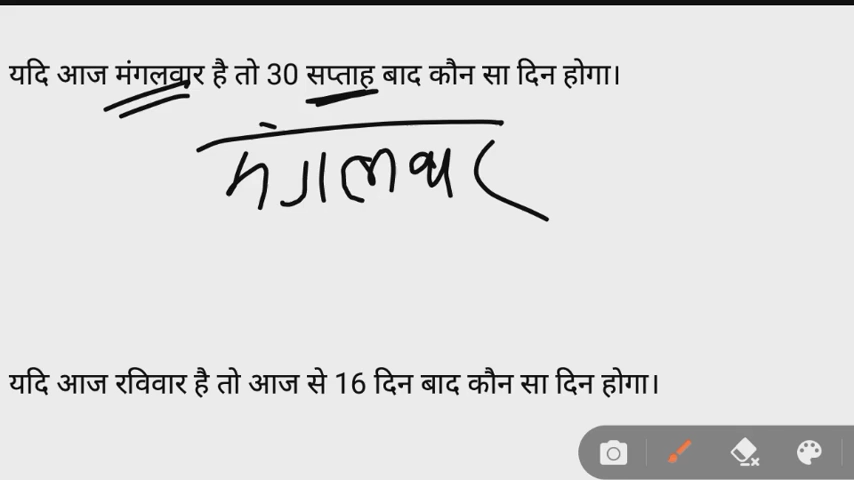 यदि आज मंगलवार है तो 30 सप्ताह बाद कौन सा दिन होगा।
मंगलवार
यदि आज रविवार है तो आज से 16 दिन बाद कौन सा दिन होगा।